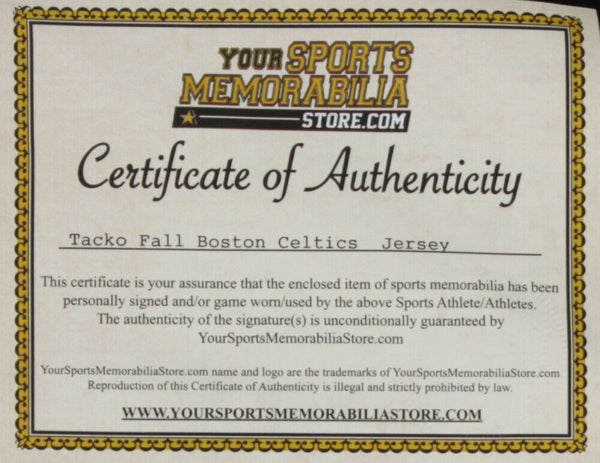 YOUR SPORTS
MEMORABILIA
STORE.COM
Certificate of Authenticity
Tacko Fall Boston Celtics Jersey
This certificate is your assurance that the enclosed item of sports memorabilia has been
personally signed and/or game worn/used by the above Sports Athlete/Athletes.
The authenticity of the signature(s) is unconditionally guaranteed by
YourSportsMemorabiliaStore.com
YourSportsMemorabiliaStore.com name and logo are the trademarks of YourSportsMemorabiliaStore.com
Reproduction of this Certificate of Authenticity is illegal and strictly prohibited by law.
WWW.YOURSPORTSMEMORABILIASTORE.COM